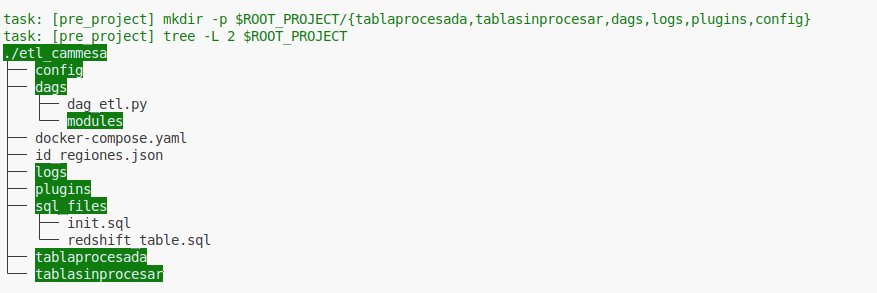 task: [pre_project] mkdir -p $ROOT_PROJECT/{tablaprocesada,tablasinprocesar,dags,logs,plugins,config}
task: [pre_project] tree -L 2 $ROOT_PROJECT
./etl_cammesa
├── config
├── dags
│   ├── dag_etl.py
│   └── modules
├── docker-compose.yaml
├── id_regiones.json
├── logs
├── plugins
├── sql_files
│   ├── init.sql
│   └── redshift_table.sql
├── tablaprocesada
└── tablasinprocesar